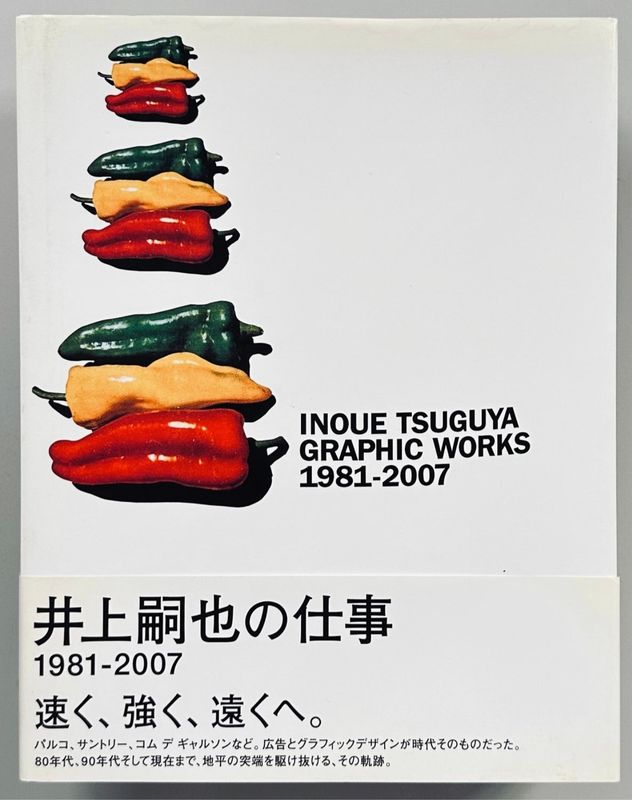 INOUE TSUGUYA
GRAPHIC WORKS
1981-2007
井上嗣也の仕事
1981-2007
速く、強く、遠くへ。
パルコ、サントリー、コム デ ギャルソンなど。広告とグラフィックデザインが時代そのものだった。
80年代、90年代そして現在まで、地平の突端を駆け抜ける、その軌跡。